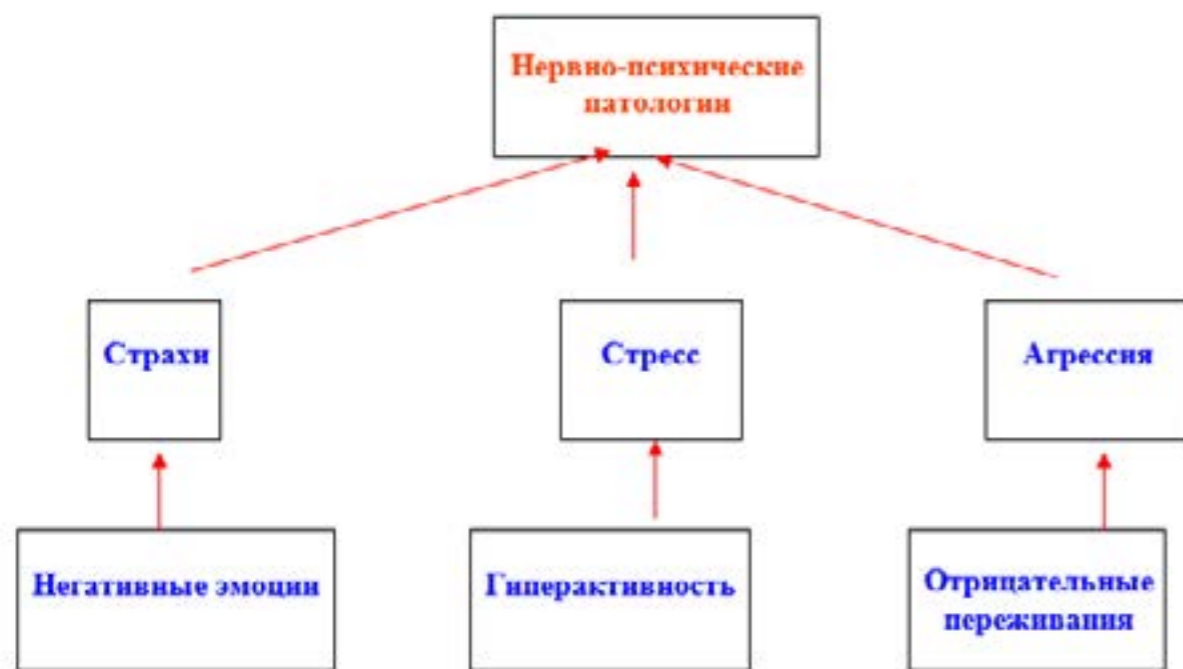 Нервно-психические
патологии
Страхи
Стресс
Агрессия
Негативные эмоции
Гиперактивность
Отрицательные
переживания